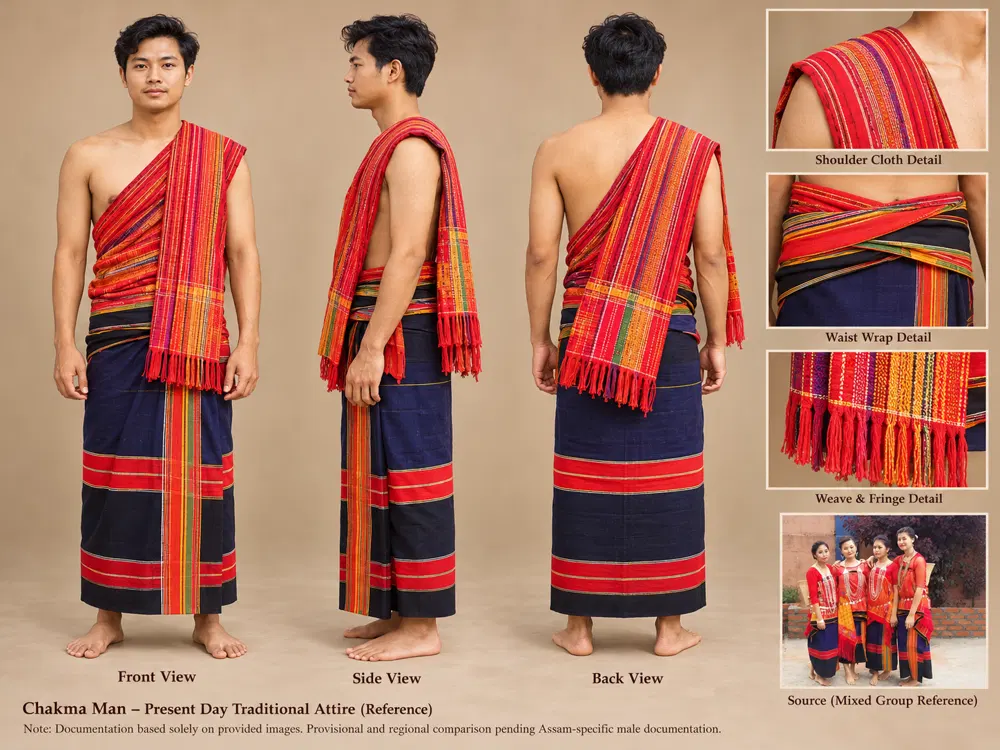 Shoulder Cloth Detail
Waist Wrap Detail
Weave & Fringe Detail
Source (Mixed Group Reference)
Front View
Side View
Back View
Chakma Man – Present Day Traditional Attire (Reference)
Note: Documentation based solely on provided images. Provisional and regional comparison pending Assam-specific male documentation.